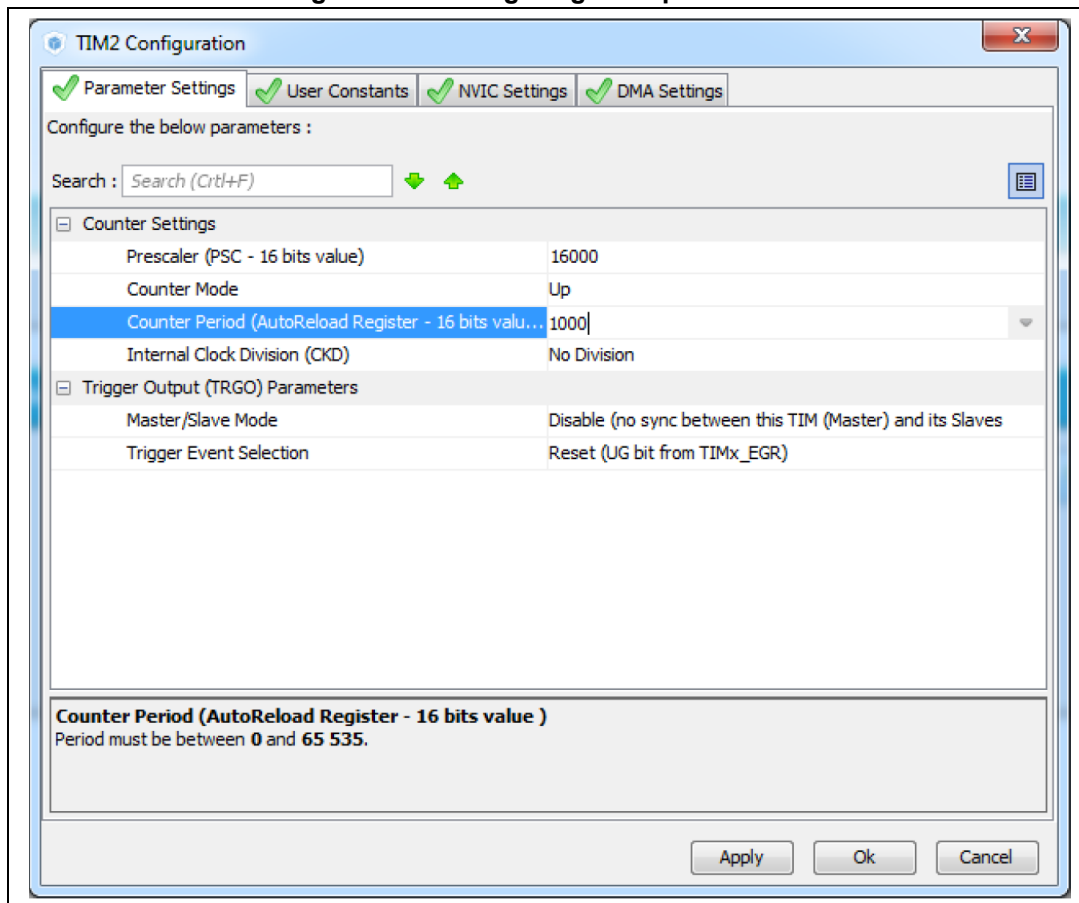 TIM2 Configuration
Parameter Settings User Constants NVIC Settings DMA Settings
Configure the below parameters :
Search : Search (Crtl+F)
Counter Settings
Prescaler (PSC - 16 bits value) 16000
Counter Mode Up
Counter Period (AutoReload Register - 16 bits valu... 1000
Internal Clock Division (CKD) No Division
Trigger Output (TRGO) Parameters
Master/Slave Mode Disable (no sync between this TIM (Master) and its Slaves
Trigger Event Selection Reset (UG bit from TIMx_EGR)
Counter Period (AutoReload Register - 16 bits value )
Period must be between 0 and 65 535.
Apply Ok Cancel